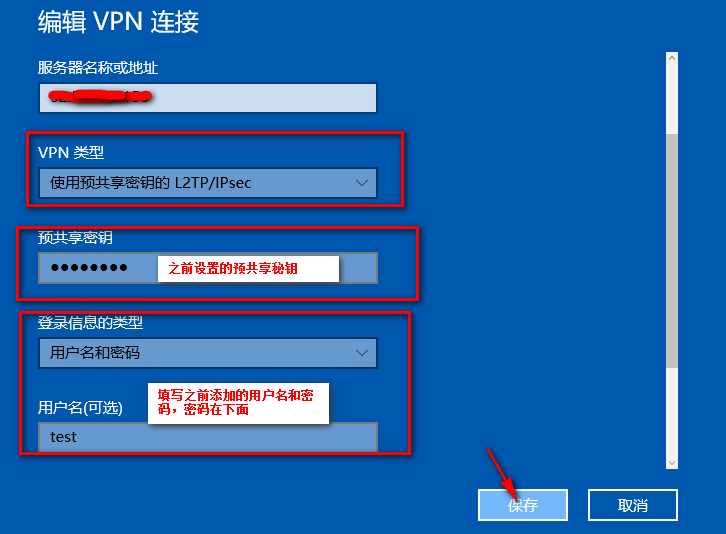 编辑 VPN 连接
服务器名称或地址
VPN 类型
使用预共享密钥的 L2TP/IPsec
预共享密钥
●●●●●●●●
之前设置的预共享秘钥
登录信息的类型
用户名和密码
填写之前添加的用户名和密
码，密码在下面
用户名(可选)
test
保存
取消